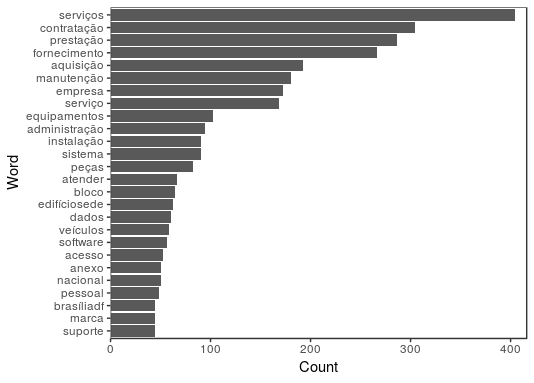 serviços
contratação
prestação
fornecimento
aquisição
manutenção
empresa
serviço
equipamentos
administração
instalação
sistema
peças
atender
bloco
edifíciosede
dados
veículos
software
acesso
anexo
nacional
pessoal
brasíliadf
marca
suporte
Word
0 100 200 300 400
Count